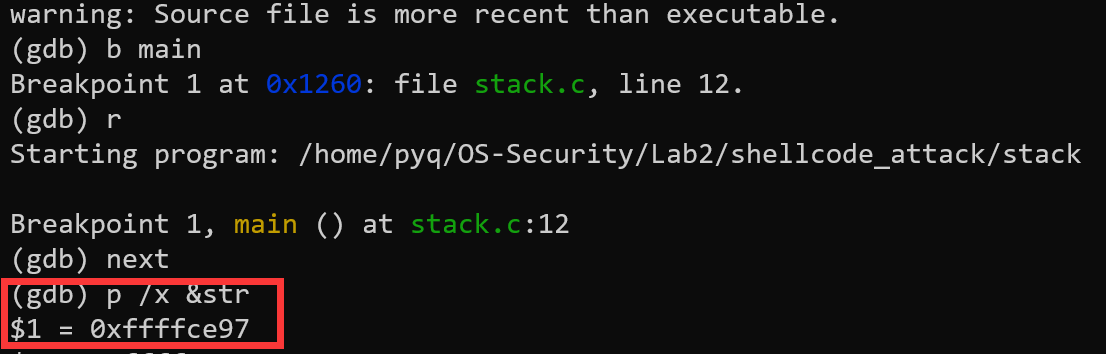 warning: Source file is more recent than executable.
(gdb) b main
Breakpoint 1 at 0x1260: file stack.c, line 12.
(gdb) r
Starting program: /home/pyq/OS-Security/Lab2/shellcode_attack/stack
Breakpoint 1, main () at stack.c:12
(gdb) next
(gdb) p /x &str
$1 = 0xffffce97